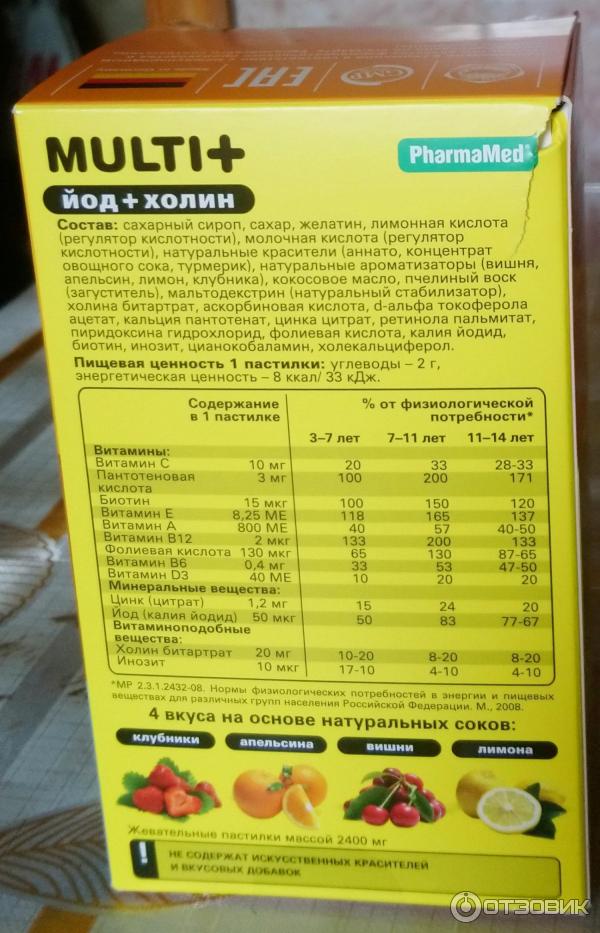 EAC
GMP
MULTI+
PharmaMed®
йод + холин
Состав: сахарный сироп, сахар, желатин, лимонная кислота
(регулятор кислотности), молочная кислота (регулятор
кислотности), натуральные красители (аннато, концентрат
овощного сока, турмерик), натуральные ароматизаторы (вишня,
апельсин, лимон, клубника), кокосовое масло, пчелиный воск
(загуститель), мальтодекстрин (натуральный стабилизатор),
холина битартрат, аскорбиновая кислота, d-альфа токоферола
ацетат, кальция пантотенат, цинка цитрат, ретинола пальмитат,
пиридоксина гидрохлорид, фолиевая кислота, калия йодид,
биотин, инозит, цианокобаламин, холекальциферол.
Пищевая ценность 1 пастилки: углеводы – 2 г,
энергетическая ценность – 8 ккал/ 33 кДж.
Содержание % от физиологической
в 1 пастилке потребности*
3–7 лет 7–11 лет 11–14 лет
Витамины:
Витамин С 10 мг 20 33 28-33
Пантотеновая 3 мг 100 200 171
кислота
Биотин 15 мкг 100 150 120
Витамин Е 8,25 МЕ 118 165 137
Витамин А 800 МЕ 40 57 40-50
Витамин В12 2 мкг 133 200 133
Фолиевая кислота 130 мкг 65 130 87-65
Витамин В6 0,4 мг 33 53 47-50
Витамин D3 40 МЕ 10 20 20
Минеральные вещества:
Цинк (цитрат) 1,2 мг 15 24 20
Йод (калия йодид) 50 мкг 50 83 77-67
Витаминоподобные
вещества:
Холин битартрат 20 мг 10-20 8-20 8-20
Инозит 10 мкг 17-10 4-10 4-10
*МР 2.3.1.2432-08. Нормы физиологических потребностей в энергии и пищевых
веществах для различных групп населения Российской Федерации. М., 2008.
4 вкуса на основе натуральных соков:
клубники апельсина вишни лимона
Жевательные пастилки массой 2400 мг
! НЕ СОДЕРЖАТ ИСКУССТВЕННЫХ КРАСИТЕЛЕЙ
И ВКУСОВЫХ ДОБАВОК
ОТЗОВИК